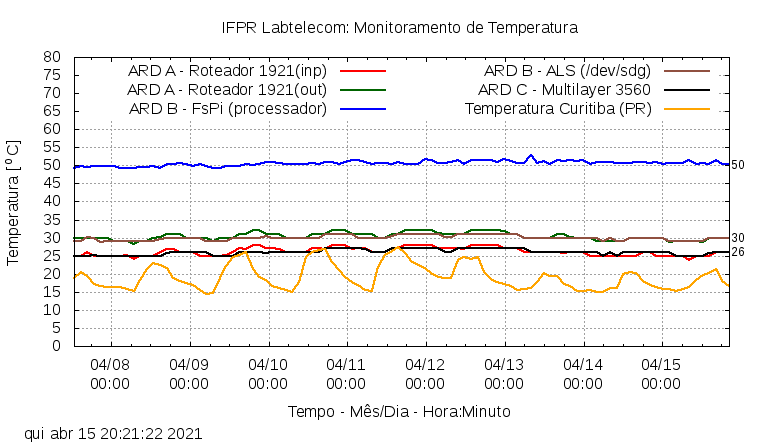 IFPR Labtelecom: Monitoramento de Temperatura
Temperatura [ºC]
80
75
70
65
60
55
50
45
40
35
30
25
20
15
10
5
0
ARD A - Roteador 1921(inp)
ARD A - Roteador 1921(out)
ARD B - FsPi (processador)
ARD B - ALS (/dev/sdg)
ARD C - Multilayer 3560
Temperatura Curitiba (PR)
50
30
26
04/08 04/09 04/10 04/11 04/12 04/13 04/14 04/15
00:00 00:00 00:00 00:00 00:00 00:00 00:00 00:00
Tempo - Mês/Dia - Hora:Minuto
qui abr 15 20:21:22 2021